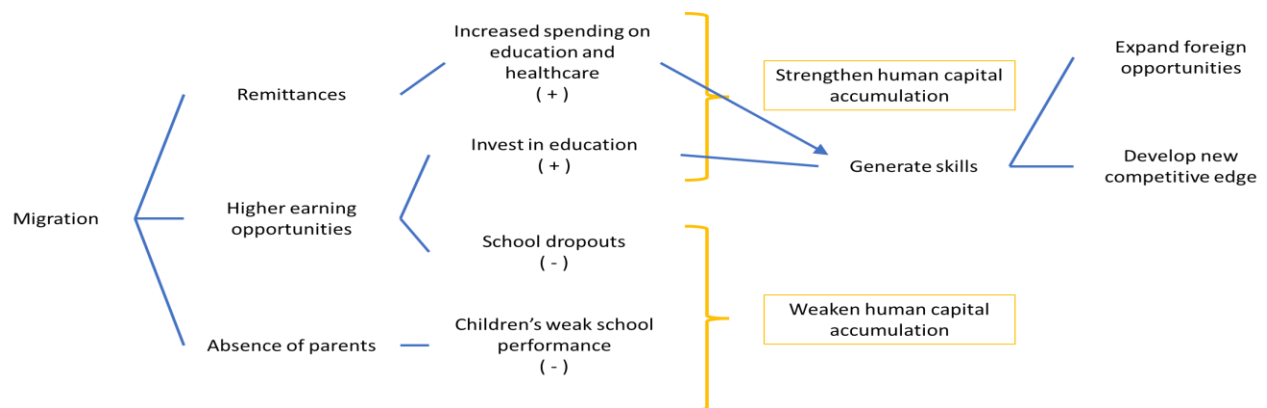 Migration
Remittances
Higher earning
opportunities
Absence of parents
Increased spending on
education and
healthcare
( + )
Invest in education
( + )
School dropouts
( - )
Children’s weak school
performance
( - )
Strengthen human capital
accumulation
Generate skills
Weaken human capital
accumulation
Expand foreign
opportunities
Develop new
competitive edge